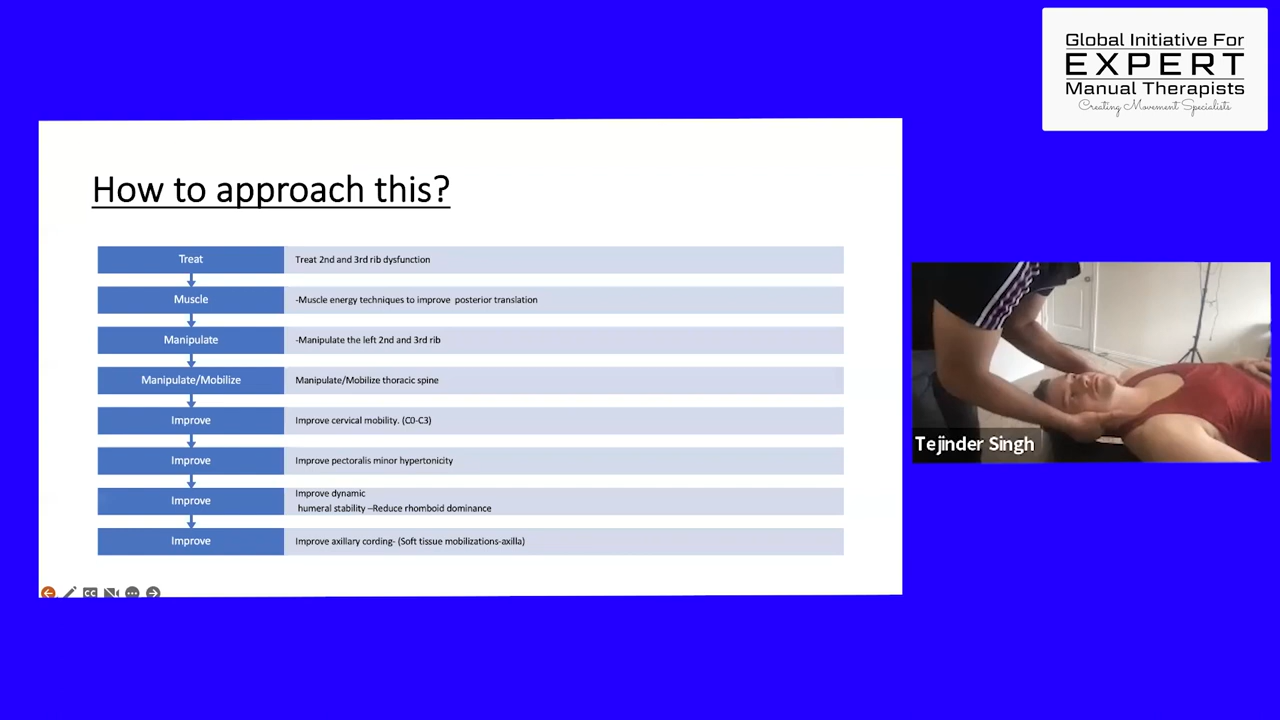 Global Initiative For
EXPERT
Manual Therapists
Creating Movement Specialists
How to approach this?
Treat
Treat 2nd and 3rd rib dysfunction
Muscle
-Muscle energy techniques to improve posterior translation
Manipulate
-Manipulate the left 2nd and 3rd rib
Manipulate/Mobilize
Manipulate/Mobilize thoracic spine
Improve
Improve cervical mobility. (C0-C3)
Improve
Improve pectoralis minor hypertonicity
Improve
Improve dynamic
humeral stability –Reduce rhomboid dominance
Improve
Improve axillary cording- (Soft tissue mobilizations-axilla)
CC
Tejinder Singh